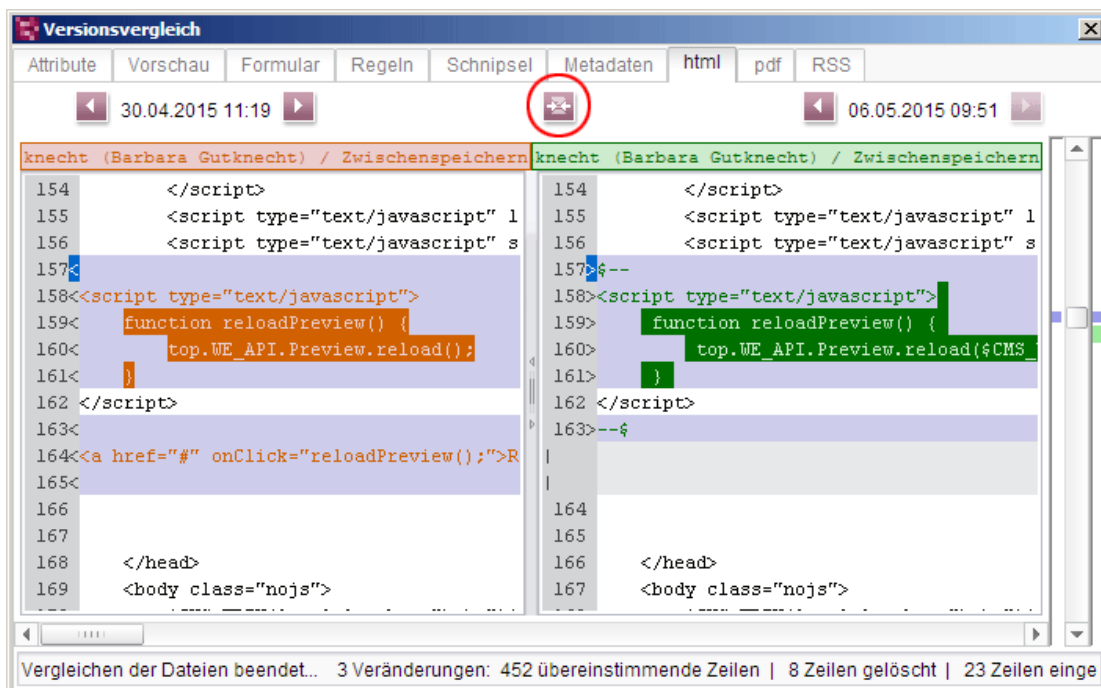 Versionsvergleich
Attribute Vorschau Formular Regeln Schnipsel Metadaten html pdf RSS
30.04.2015 11:19 06.05.2015 09:51
knecht (Barbara Gutknecht) / Zwischenspeichern knecht (Barbara Gutknecht) / Zwischenspeichern
154 </script>
155 <script type="text/javascript" l
156 <script type="text/javascript" s
157<
158<<script type="text/javascript">
159< function reloadPreview() {
160< top.WE_API.Preview.reload();
161< }
162 </script>
163<
164<<a href="#" onClick="reloadPreview();">R
165<
166
167
168 </head>
169 <body class="nojs">
154 </script>
155 <script type="text/javascript" l
156 <script type="text/javascript" s
157>$--
158><script type="text/javascript">
159> function reloadPreview() {
160> top.WE_API.Preview.reload($CMS_
161> }
162 </script>
163>--$
|
|
164
165
166 </head>
167 <body class="nojs">
Vergleichen der Dateien beendet... 3 Veränderungen: 452 übereinstimmende Zeilen | 8 Zeilen gelöscht | 23 Zeilen einge